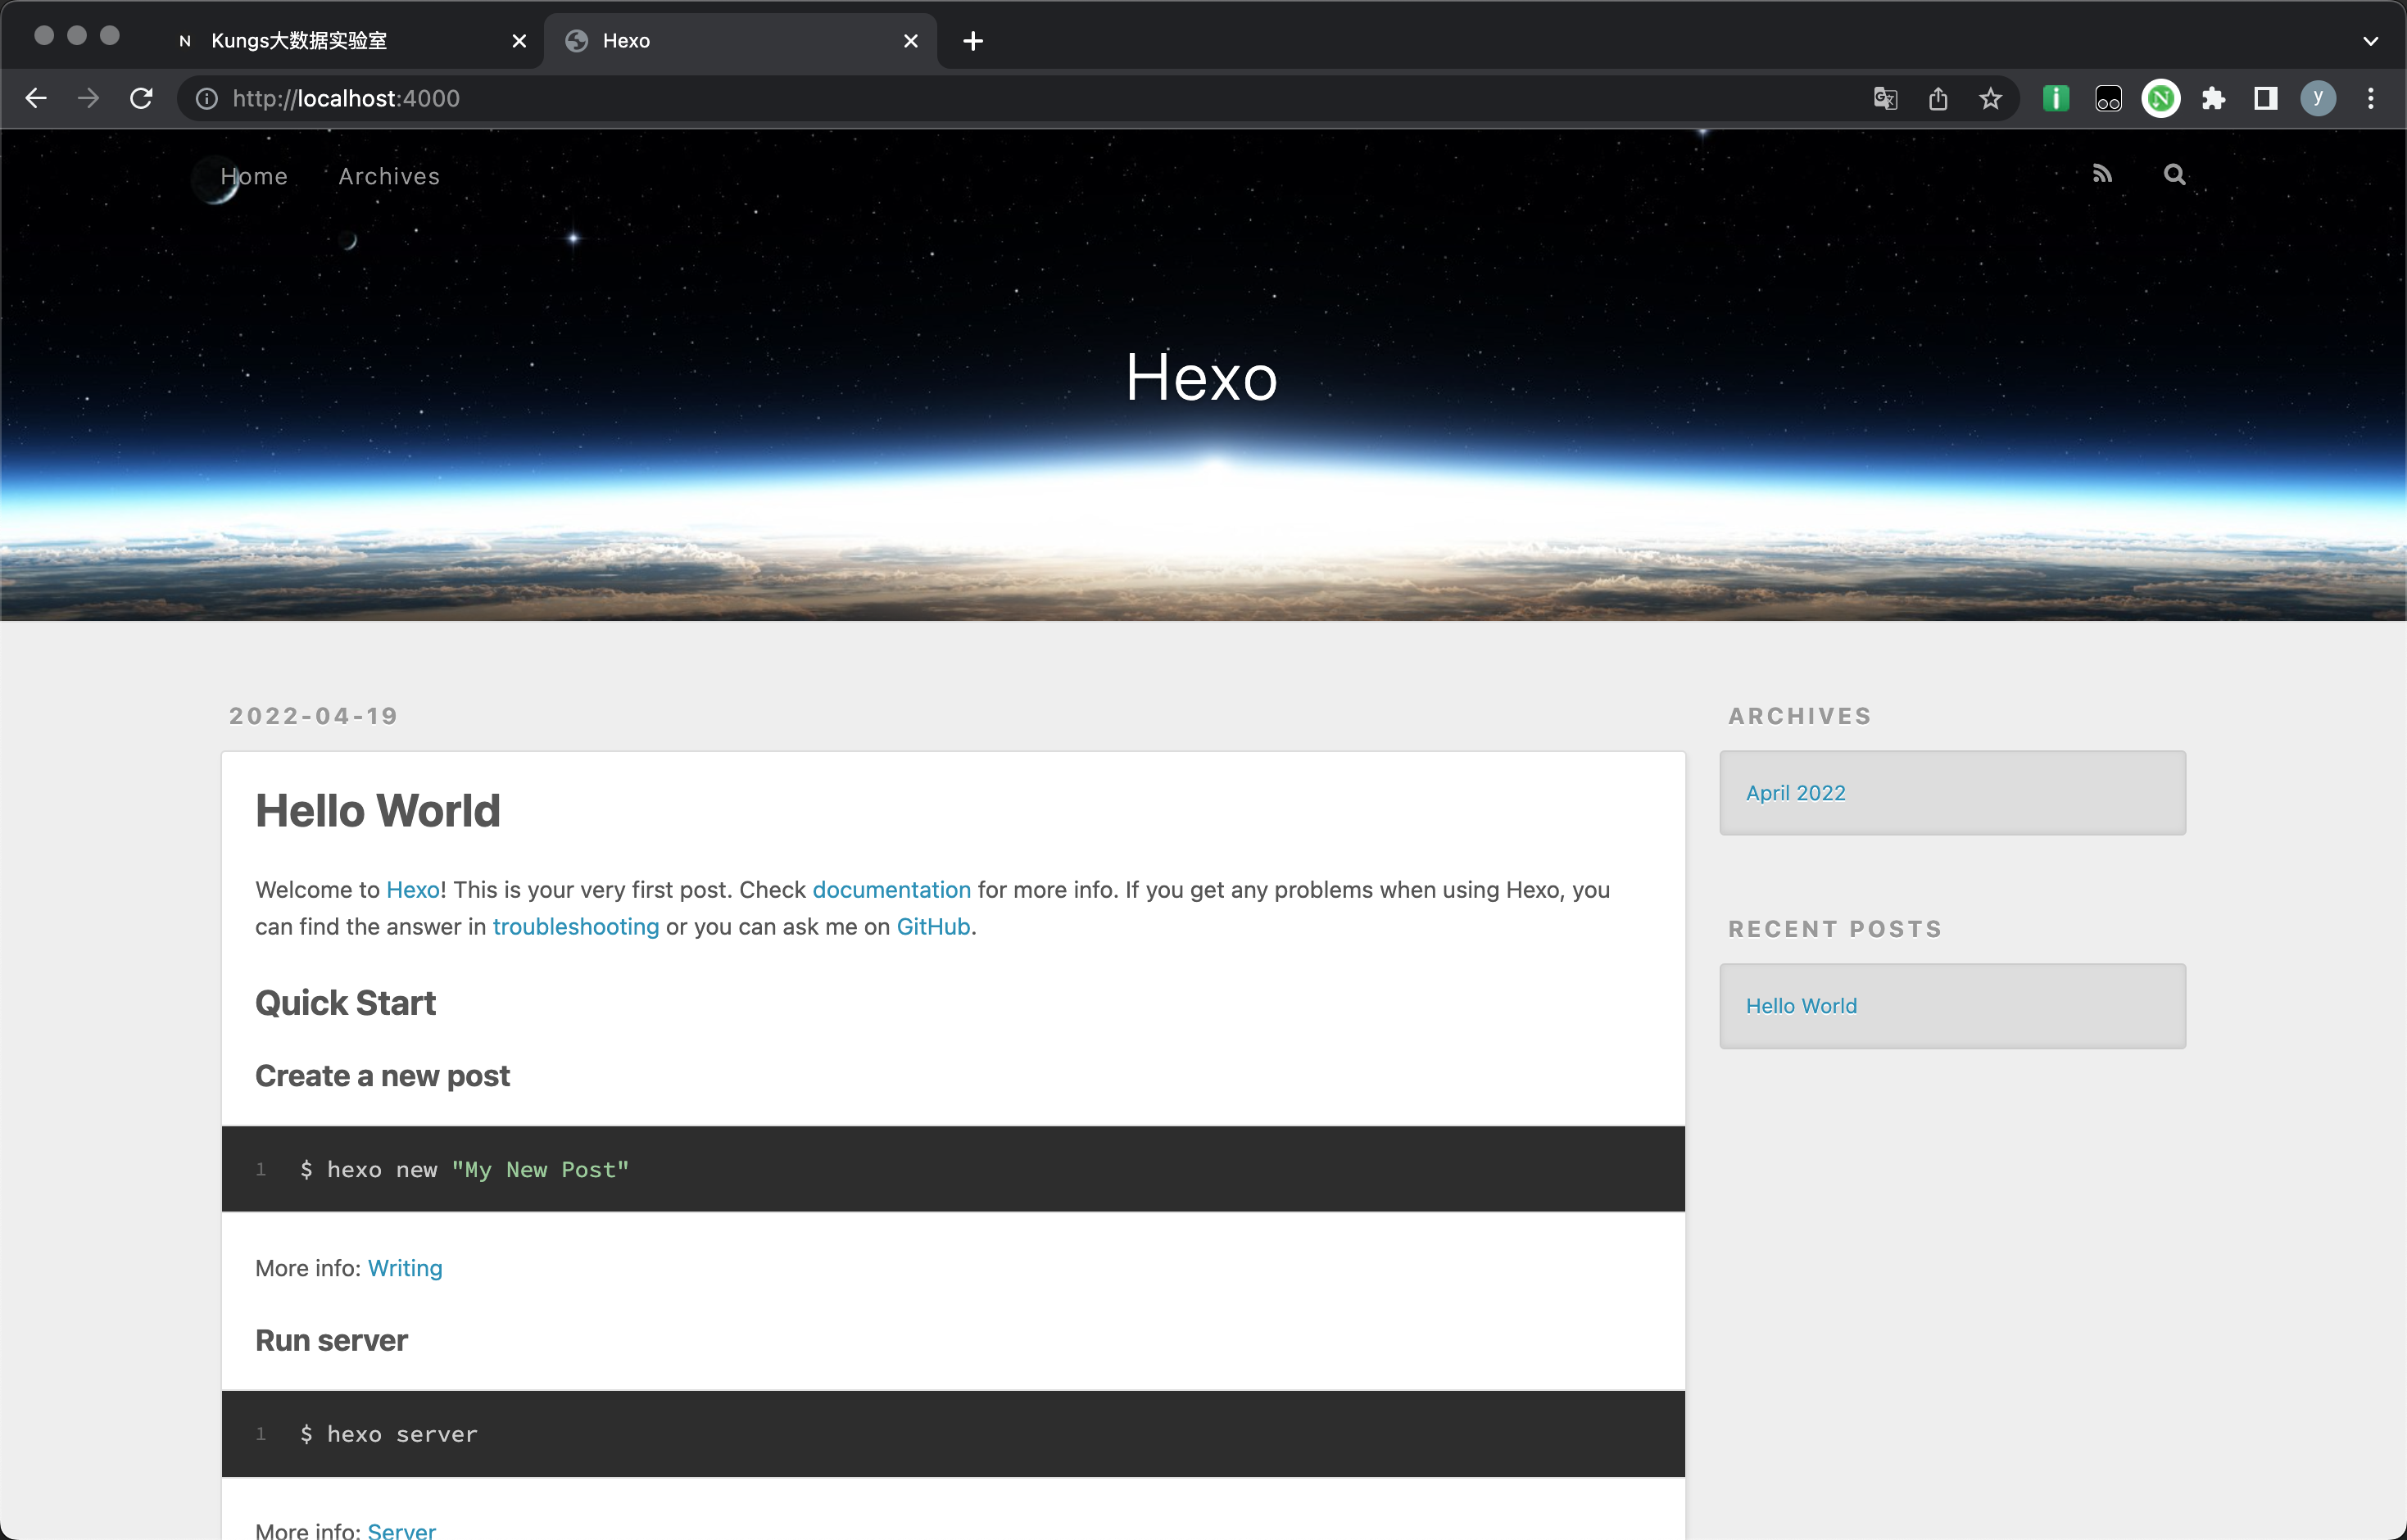 N Kungs大数据实验室
Hexo
http://localhost:4000
y
Home Archives
Hexo
2022-04-19
Hello World
Welcome to Hexo! This is your very first post. Check documentation for more info. If you get any problems when using Hexo, you
can find the answer in troubleshooting or you can ask me on GitHub.
Quick Start
Create a new post
1 $ hexo new "My New Post"
More info: Writing
Run server
1 $ hexo server
More info: Server
ARCHIVES
April 2022
RECENT POSTS
Hello World